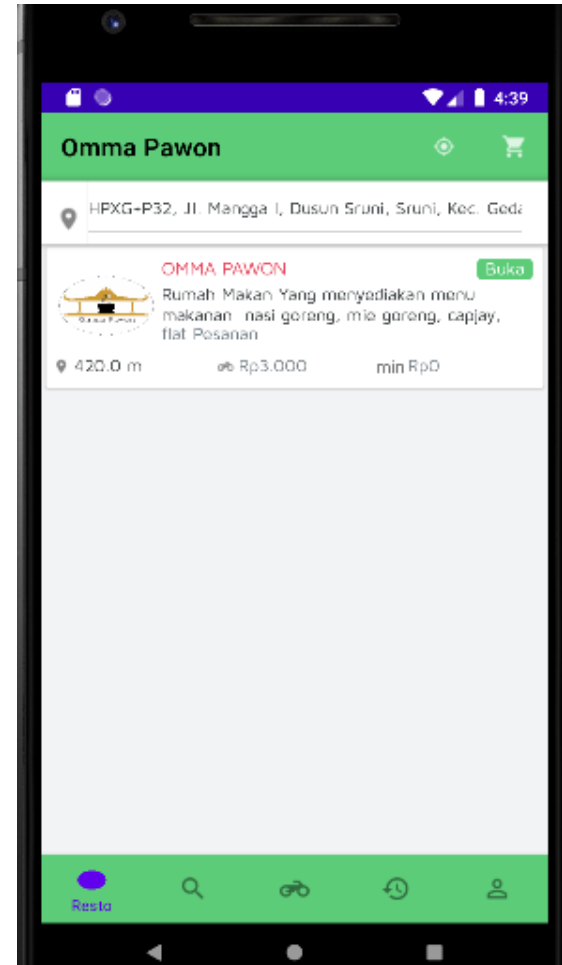 4:39
Omma Pawon
HPXG+P32, Jl. Mangga I, Dusun Sruni, Sruni, Kec. Geda
OMMA PAWON
Buka
Rumah Makan Yang menyediakan menu
makanan nasi goreng, mie goreng, capjay,
flat Pesanan
420.0 m
Rp3.000
min Rp0
Resto